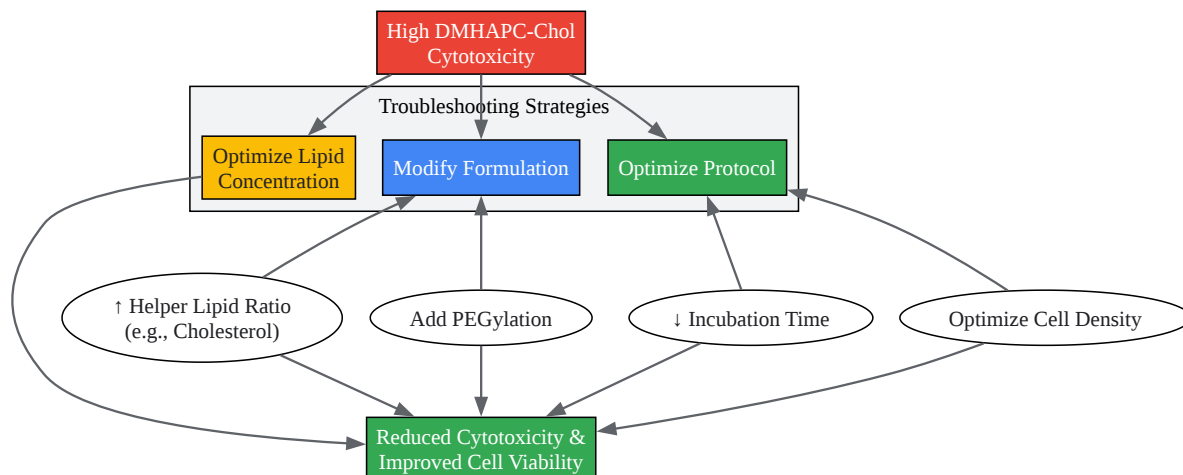 High DMHAPC-Chol
Cytotoxicity
Troubleshooting Strategies
Optimize Lipid
Concentration
Modify Formulation
Optimize Protocol
↑ Helper Lipid Ratio
(e.g., Cholesterol)
Add PEGylation
↓ Incubation Time
Optimize Cell Density
Reduced Cytotoxicity &
Improved Cell Viability